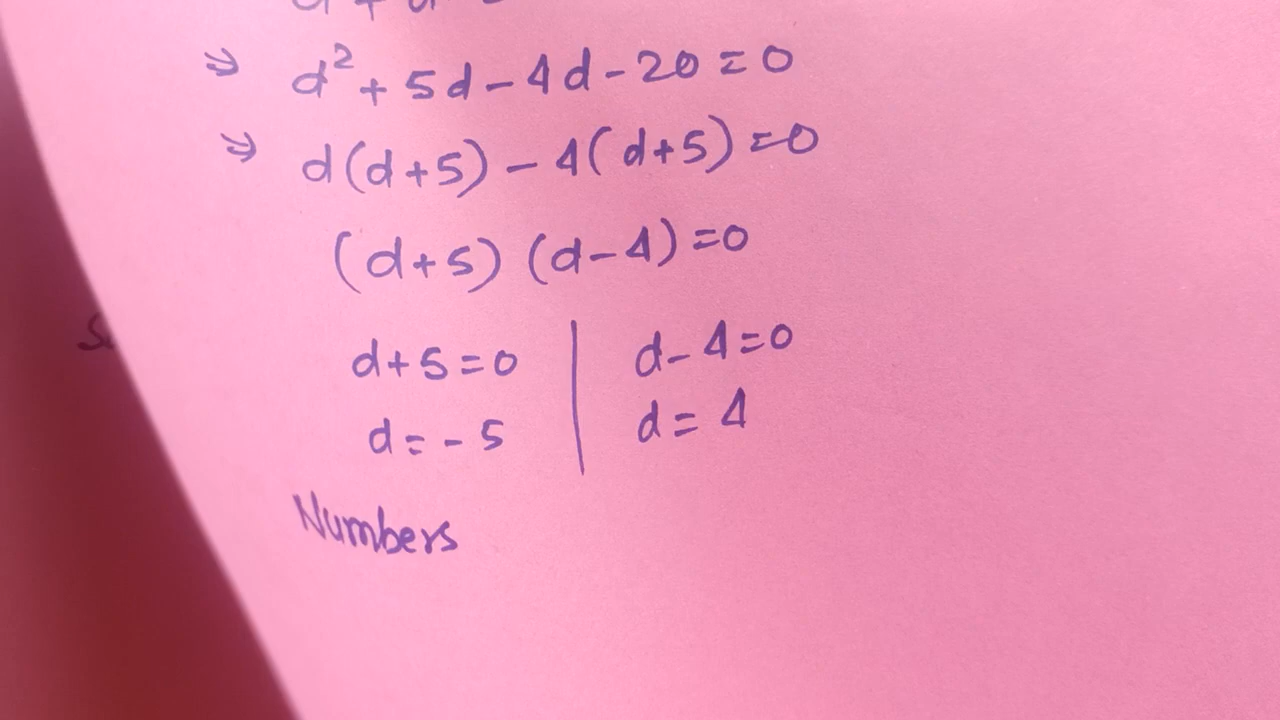 ⇒ d² + 5d - 4d - 20 = 0
⇒ d(d+5) - 4(d+5) = 0
(d+5) (d-4) = 0
d+5=0 | d-4=0
d=-5 | d=4
Numbers